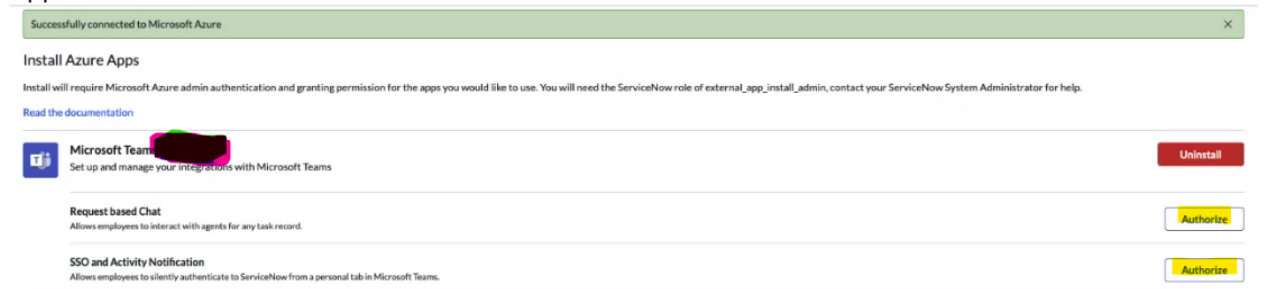 Successfully connected to Microsoft Azure
Install Azure Apps
Install will require Microsoft Azure admin authentication and granting permission for the apps you would like to use. You will need the ServiceNow role of external_app_install_admin, contact your ServiceNow System Administrator for help.
Read the documentation
Microsoft Team
Uninstall
Set up and manage your integrations with Microsoft Teams
Request based Chat
Authorize
Allows employees to interact with agents for any task record.
SSO and Activity Notification
Authorize
Allows employees to silently authenticate to ServiceNow from a personal tab in Microsoft Teams.